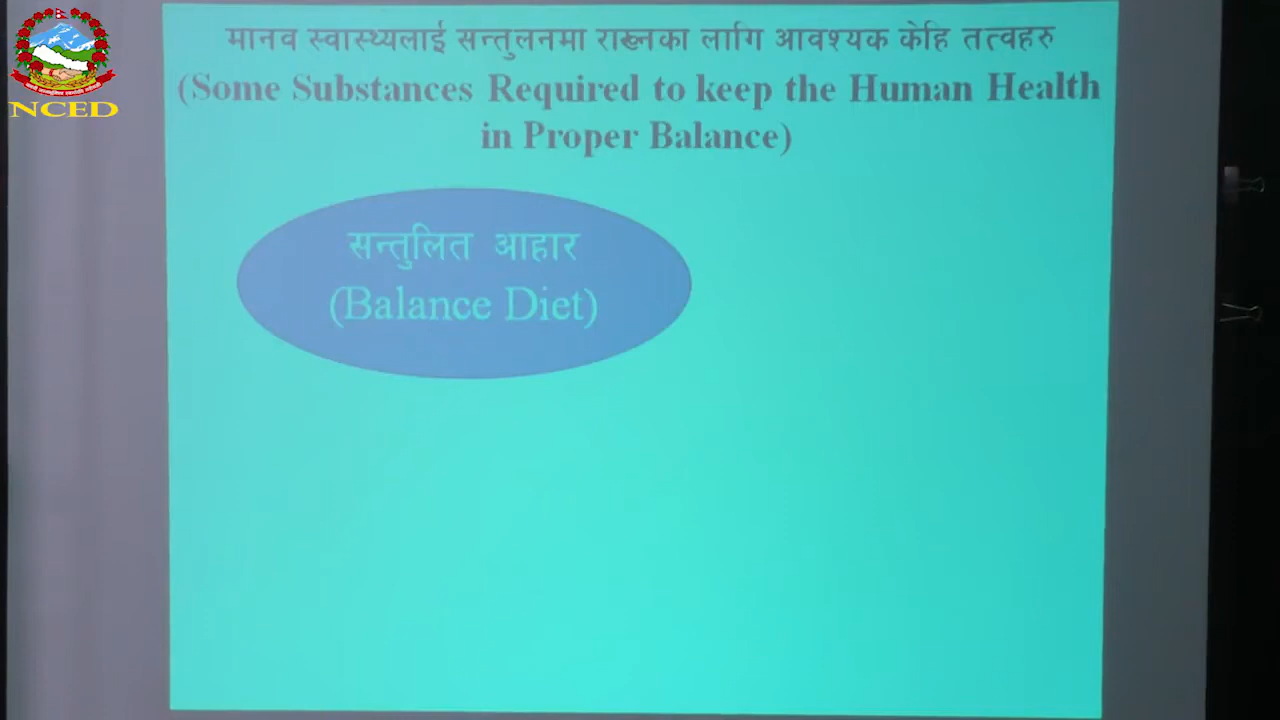 मानव स्वास्थ्यलाई सन्तुलनमा राख्नका लागि आवश्यक केहि तत्वहरु
(Some Substances Required to keep the Human Health
in Proper Balance)
सन्तुलित आहार
(Balance Diet)
NCED